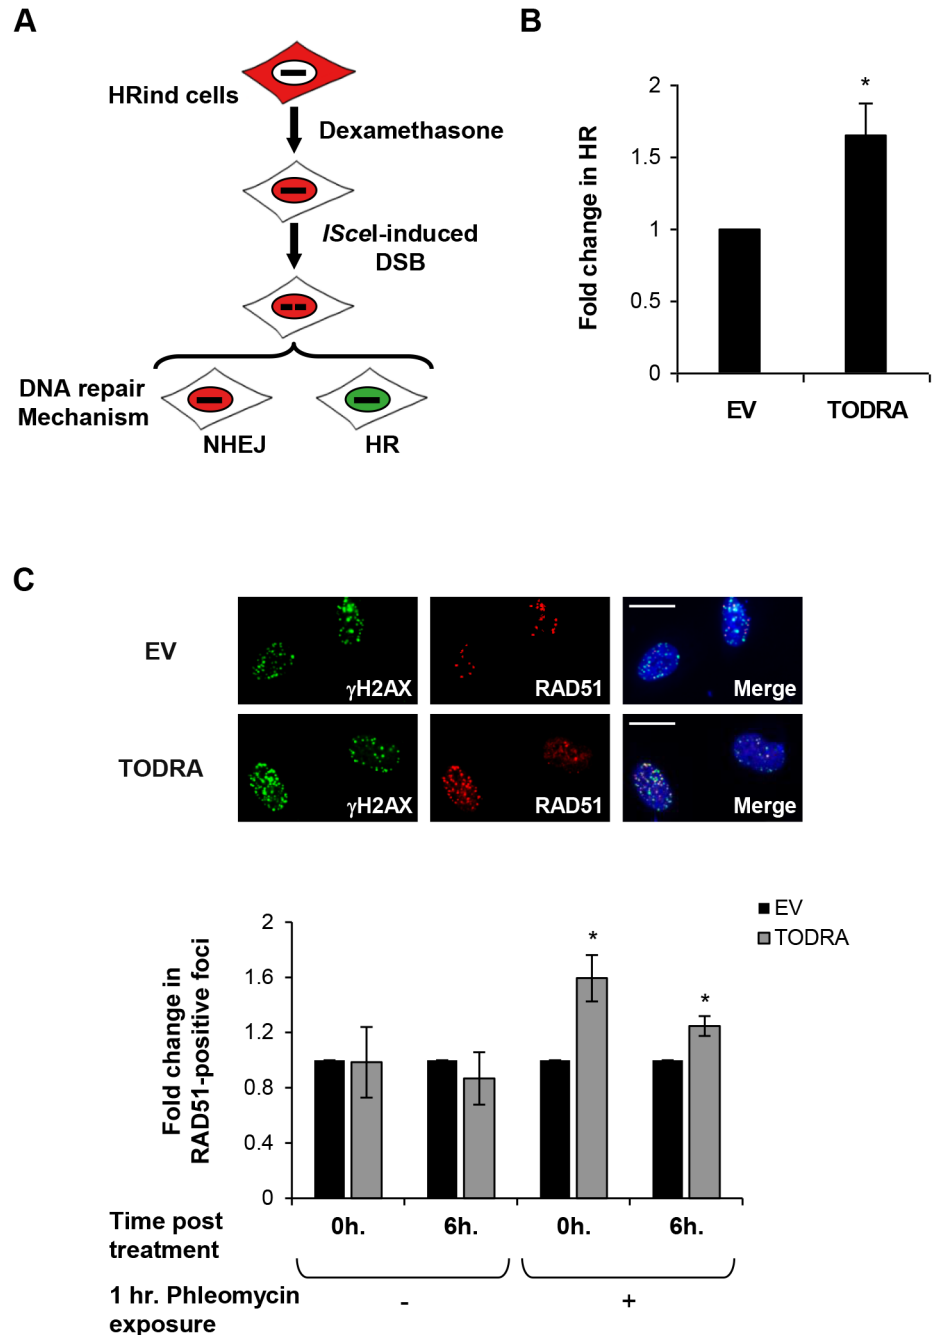 A
HRind cells
Dexamethasone
ISceI-induced
DSB
DNA repair
Mechanism
NHEJ
HR
B
Fold change in HR
2
1.5
1
0.5
0
*
EV
TODRA
C
EV
γH2AX
RAD51
Merge
TODRA
γH2AX
RAD51
Merge
EV
TODRA
Fold change in
RAD51-positive foci
2
1.6
1.2
0.8
0.4
0
*
*
Time post
treatment
0h.
6h.
0h.
6h.
1 hr. Phleomycin
exposure
-
+